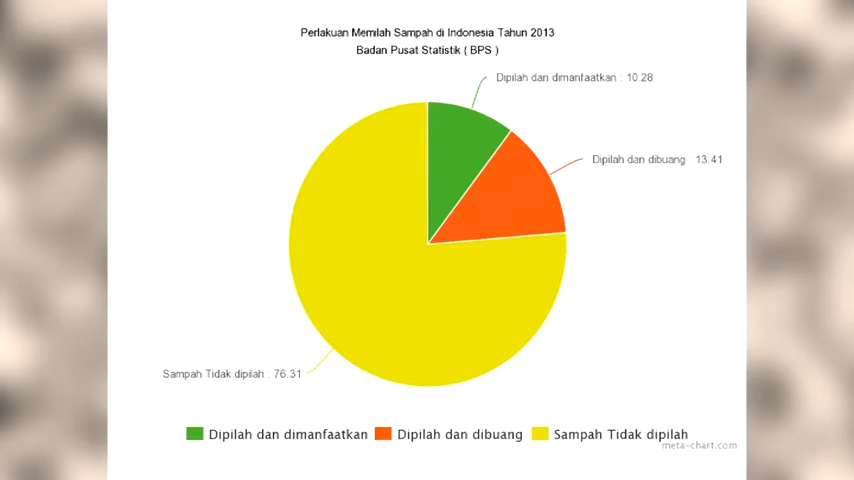 Perlakuan Memilah Sampah di Indonesia Tahun 2013
Badan Pusat Statistik ( BPS )
Dipilah dan dimanfaatkan : 10.28
Dipilah dan dibuang : 13.41
Sampah Tidak dipilah : 76.31
Dipilah dan dimanfaatkan Dipilah dan dibuang Sampah Tidak dipilah
meta-chart.com